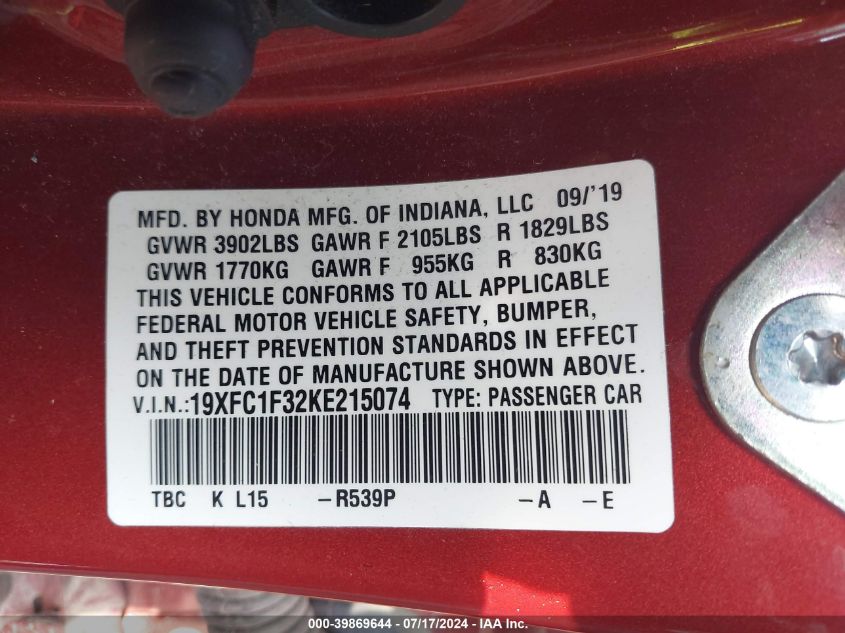 MFD. BY HONDA MFG. OF INDIANA, LLC 09/'19
GVWR 3902LBS GAWR F 2105LBS R 1829LBS
GVWR 1770KG GAWR F 955KG R 830KG
THIS VEHICLE CONFORMS TO ALL APPLICABLE
FEDERAL MOTOR VEHICLE SAFETY, BUMPER,
AND THEFT PREVENTION STANDARDS IN EFFECT
ON THE DATE OF MANUFACTURE SHOWN ABOVE.
V.I.N.:19XFC1F32KE215074 TYPE: PASSENGER CAR
TBC K L15 -R539P -A -E
000-39869644 - 07/17/2024 - IAAI.com